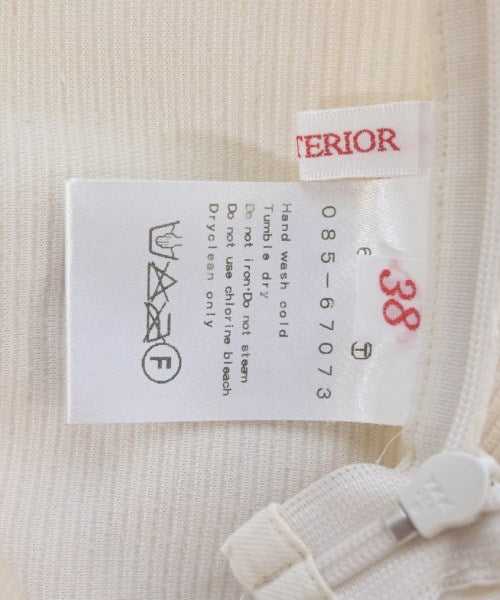 TERIOR
38
085-67073
Hand wash cold
Tumble dry
Do not iron·Do not steam
Do not use chlorine bleach
Dryclean only
F